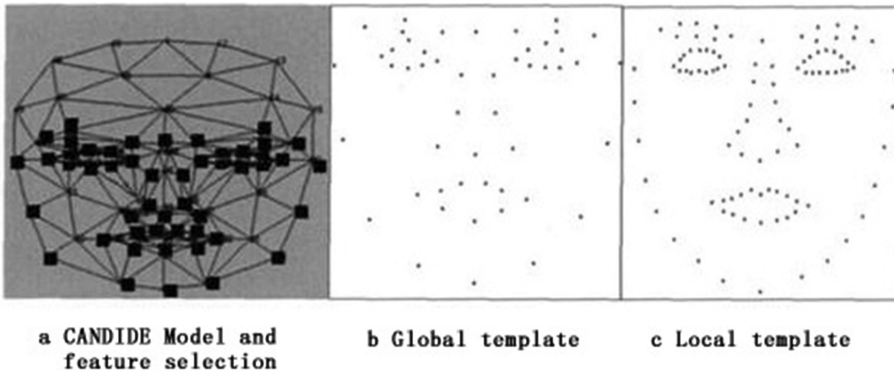 a CANDIDE Model and
feature selection
b Global template
c Local template